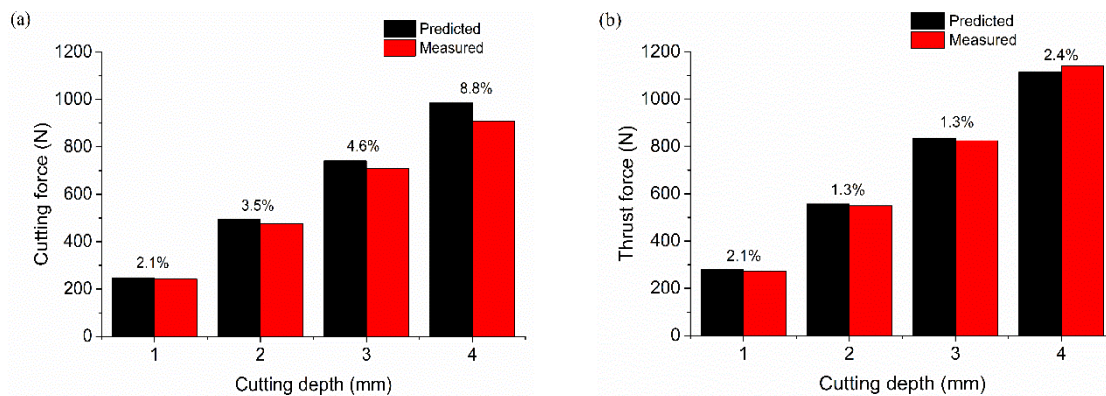 (a)
Predicted
Measured
1200
1000
800
600
400
200
0
Cutting force (N)
2.1%
3.5%
4.6%
8.8%
1 2 3 4
Cutting depth (mm)
(b)
Predicted
Measured
1200
1000
800
600
400
200
0
Thrust force (N)
2.1%
1.3%
1.3%
2.4%
1 2 3 4
Cutting depth (mm)